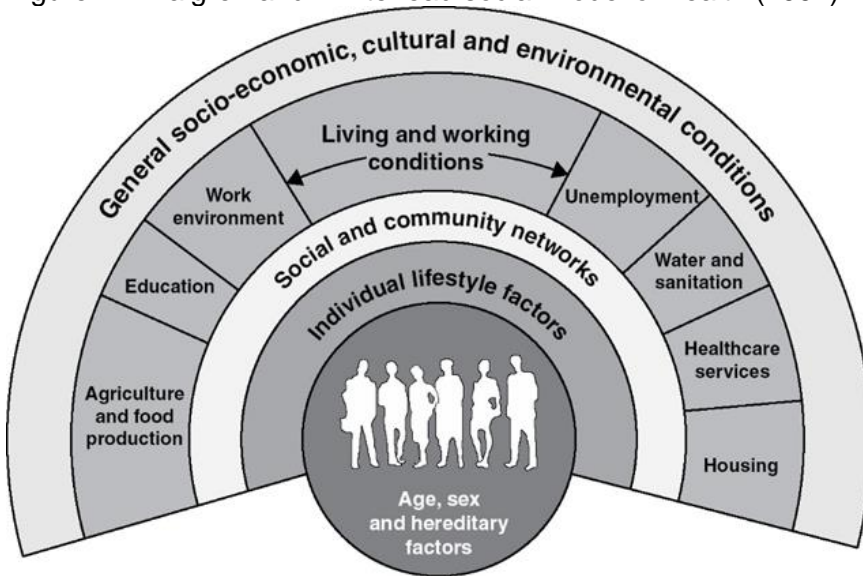 General socio-economic, cultural and environmental conditions
Living and working
conditions
Work
environment
Unemployment
Education
Water and
sanitation
Agriculture
and food
production
Healthcare
services
Housing
Social and community networks
Individual lifestyle factors
Age, sex
and hereditary
factors